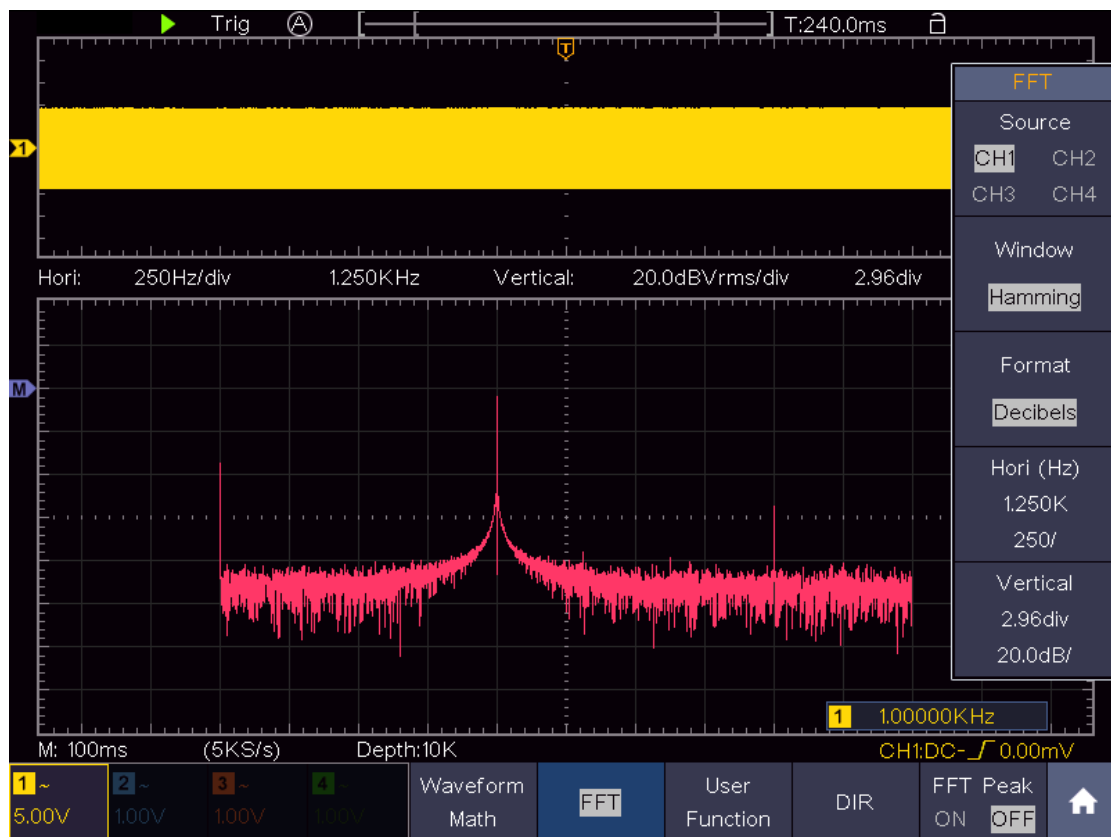 Trig A T:240.0ms
T
FFT
Source
CH1 CH2
CH3 CH4
1
Window
Hamming
Hori: 250Hz/div 1.250KHz Vertical: 20.0dBVrms/div 2.96div
Format
Decibels
M
Hori (Hz)
1.250K
250/
Vertical
2.96div
20.0dB/
1 1.00000KHz
M: 100ms (5KS/s) Depth:10K CH1:DC- 0.00mV
1 ~ 2 ~ 3 ~ 4 ~
5.00V 1.00V 1.00V 1.00V
Waveform
Math
FFT
User
Function
DIR
FFT Peak
ON OFF